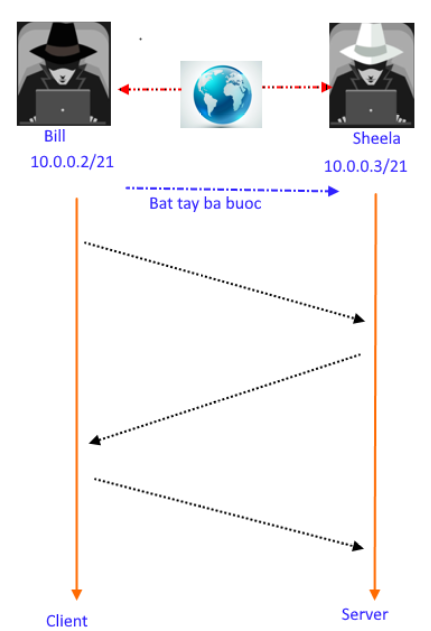 Bill
Sheela
10.0.0.2/21
10.0.0.3/21
Bat tay ba buoc
Client
Server